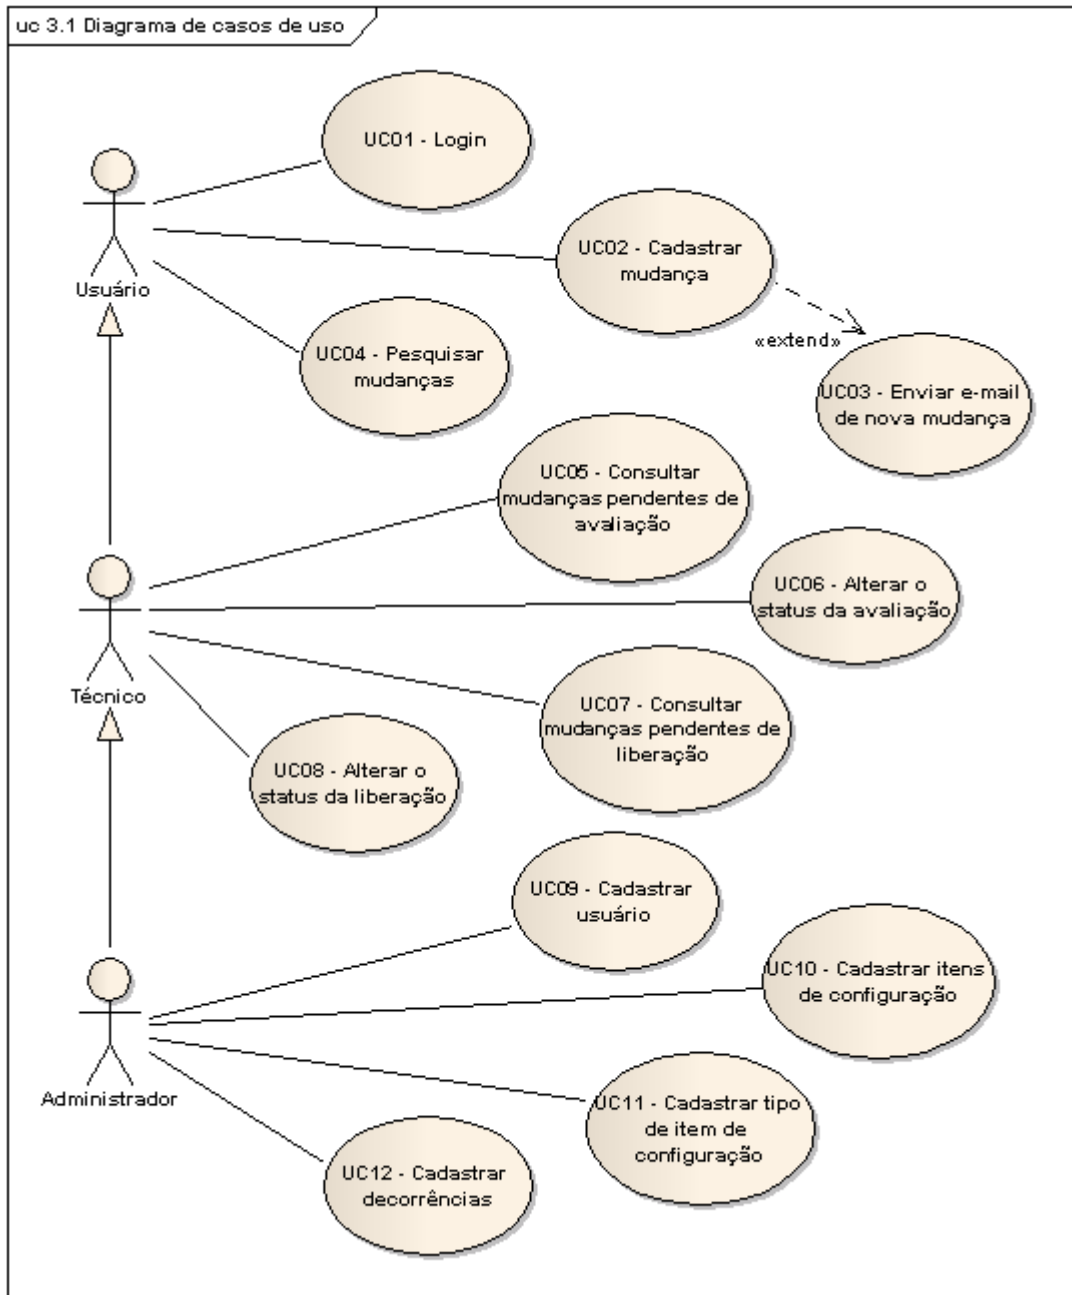 uc 3.1 Diagrama de casos de uso
UC01 - Login
UC02 - Cadastrar
mudança
Usuário
«extend»
UC04 - Pesquisar
mudanças
UC03 - Enviar e-mail
de nova mudança
UC05 - Consultar
mudanças pendentes de
avaliação
UC06 - Alterar o
status da avaliação
Técnico
UC07 - Consultar
mudanças pendentes de
liberação
UC08 - Alterar o
status da liberação
UC09 - Cadastrar
usuário
UC10 - Cadastrar itens
de configuração
Administrador
UC11 - Cadastrar tipo
de item de
configuração
UC12 - Cadastrar
decorrências